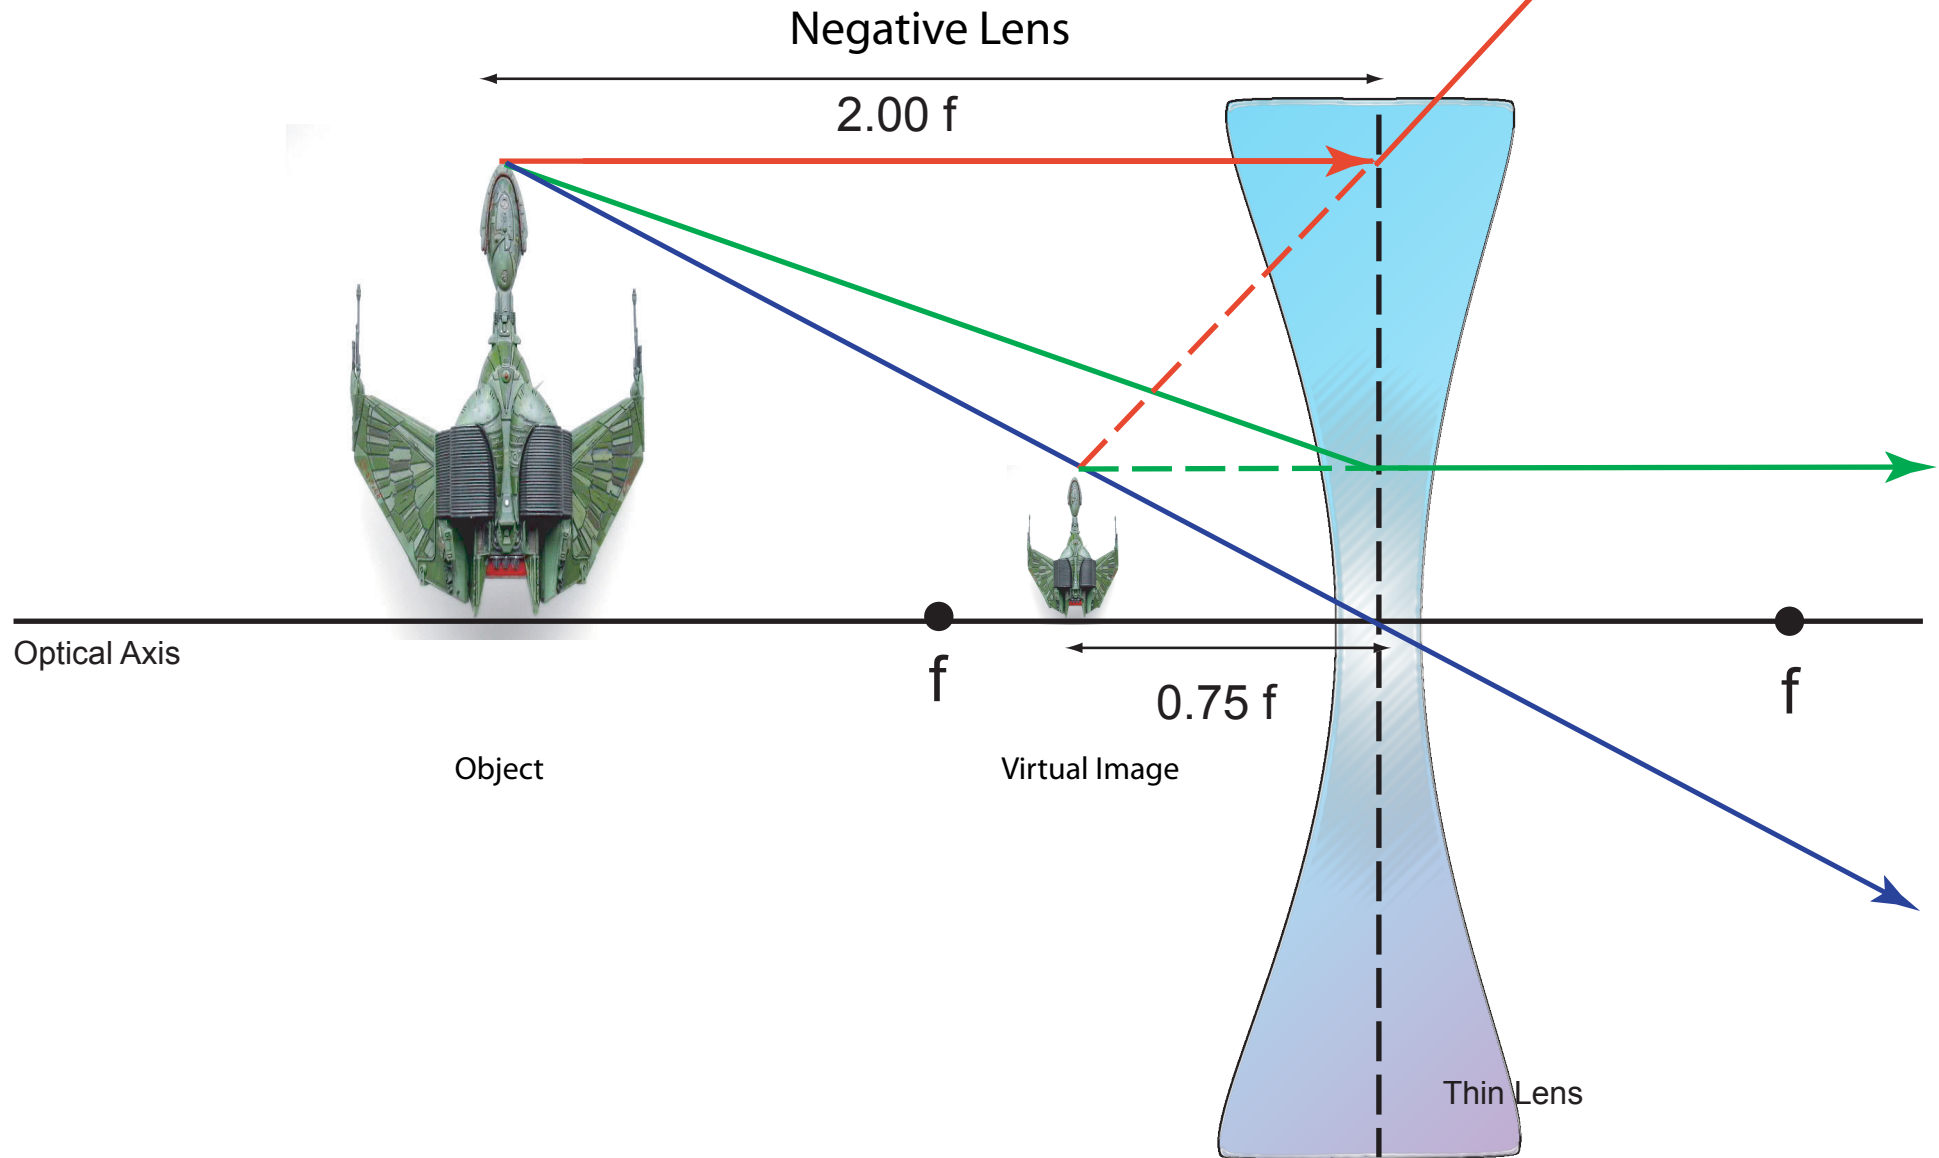 Negative Lens
2.00 f
Optical Axis
f
0.75 f
f
Object
Virtual Image
Thin Lens